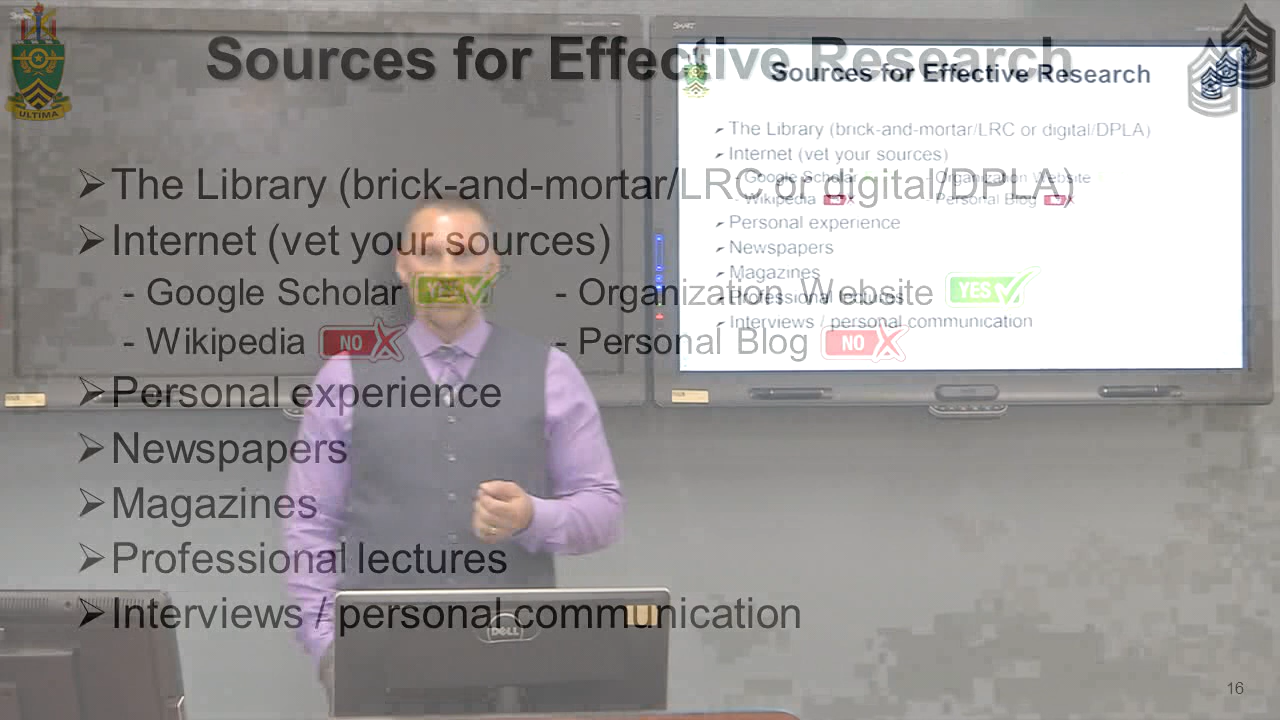 Sources for Effective Research
➢ The Library (brick-and-mortar/LRC or digital/DPLA)
➢ Internet (vet your sources)
- Google Scholar YES - Organization Website YES
- Wikipedia NO - Personal Blog NO
➢ Personal experience
➢ Newspapers
➢ Magazines
➢ Professional lectures
➢ Interviews / personal communication
16
ULTIMA
SMART
Sources for Effective Research
The Library (brick-and-mortar/LRC or digital/DPLA)
Internet (vet your sources)
- Google Scholar - Organization Website
- Wikipedia - Personal Blog
Personal experience
Newspapers
Magazines
Professional lectures
Interviews / personal communication
DELL